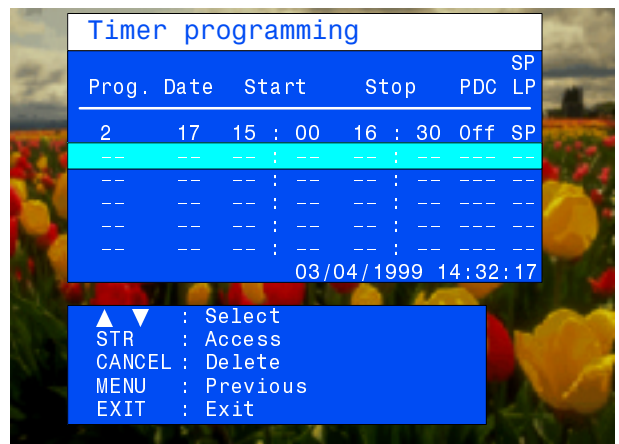 Timer programming
SP
Prog. Date Start Stop PDC LP
2 17 15 : 00 16 : 30 Off SP
-- -- -- : -- -- : -- --- --
-- -- -- : -- -- : -- --- --
-- -- -- : -- -- : -- --- --
-- -- -- : -- -- : -- --- --
-- -- -- : -- -- : -- --- --
03/04/1999 14:32:17
▲ ▼ : Select
STR : Access
CANCEL : Delete
MENU : Previous
EXIT : Exit